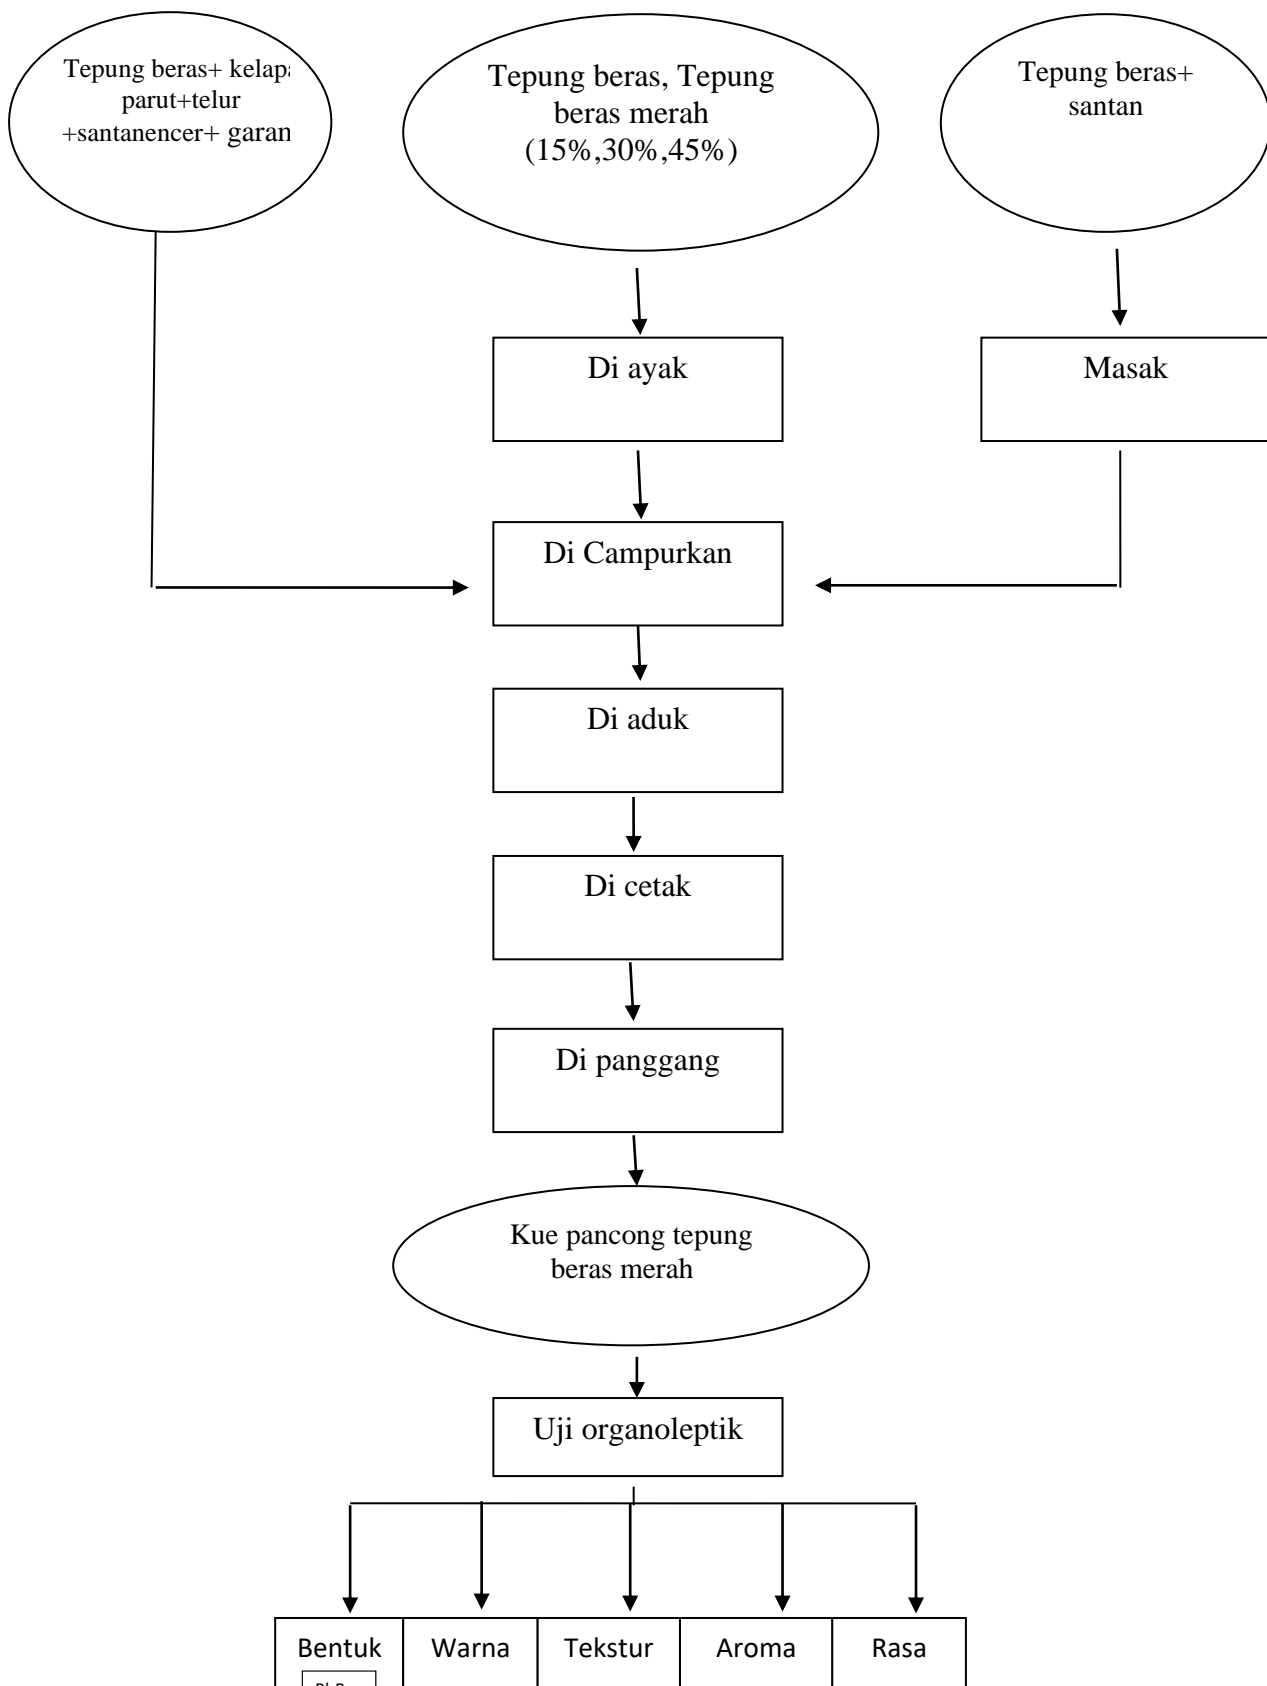 Tepung beras+ kelapa
parut+telur
+santanencer+ garam
Tepung beras, Tepung
beras merah
(15%,30%,45%)
Tepung beras+
santan
Di ayak
Masak
Di Campurkan
Di aduk
Di cetak
Di panggang
Kue pancong tepung
beras merah
Uji organoleptik
Bentuk
Warna
Tekstur
Aroma
Rasa